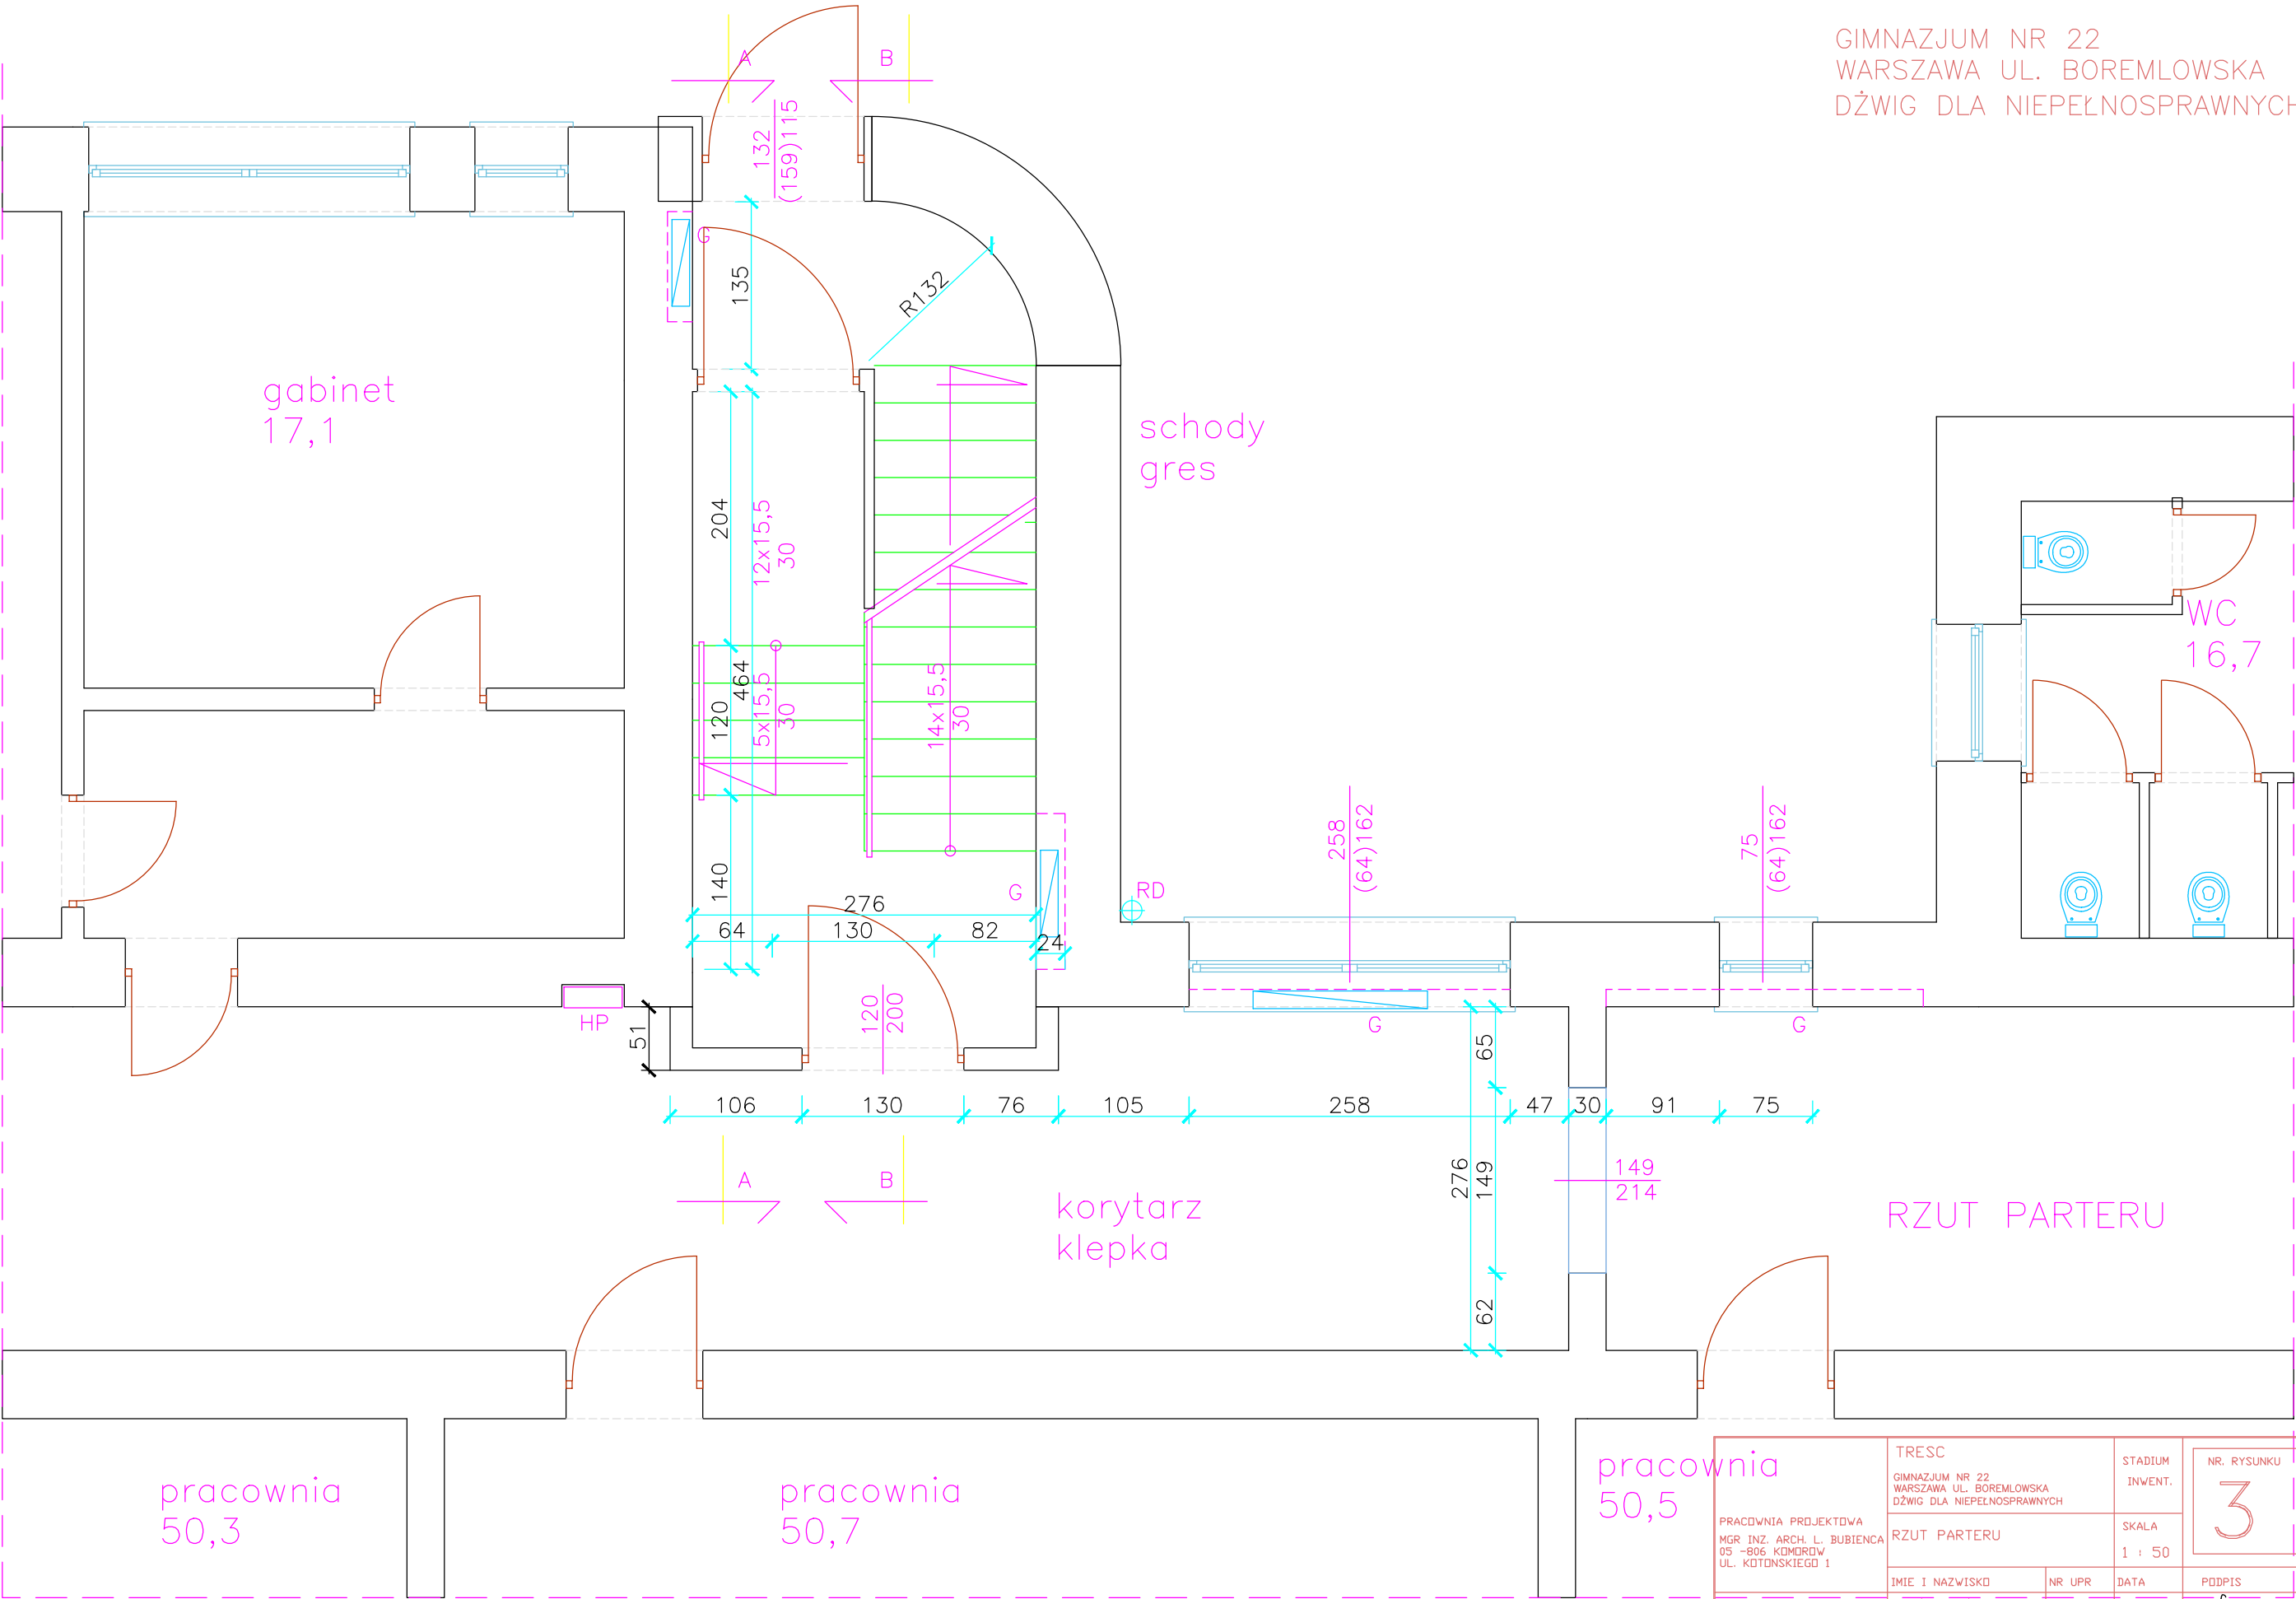 GIMNAZJUM NR 22
WARSZAWA UL. BOREMLOWSKA
DŻWIG DLA NIEPEŁNOSPRAWNYCH
A
B
132
(159)115
G
135
R132
gabinet
17,1
schody
gres
204
12x15,5
30
464
120
5x15,5
30
14x15,5
30
140
276
64
130
82
24
G
RD
258
(64)162
75
(64)162
WC
16,7
HP
51
120
200
G
G
106
130
76
105
258
47
30
91
75
65
276
149
62
149
214
A
B
korytarz
klepka
RZUT PARTERU
pracownia
50,3
pracownia
50,7
pracownia
50,5
PRACOWNIA PROJEKTOWA
MGR INZ. ARCH. L. BUBIENCA
05 -806 KOMOROW
UL. KOTONSKIEGO 1
TRESC
GIMNAZJUM NR 22
WARSZAWA UL. BOREMLOWSKA
DŻWIG DLA NIEPEŁNOSPRAWNYCH
RZUT PARTERU
STADIUM
INWENT.
SKALA
1 : 50
NR. RYSUNKU
3
IMIE I NAZWISKO
NR UPR
DATA
PODPIS